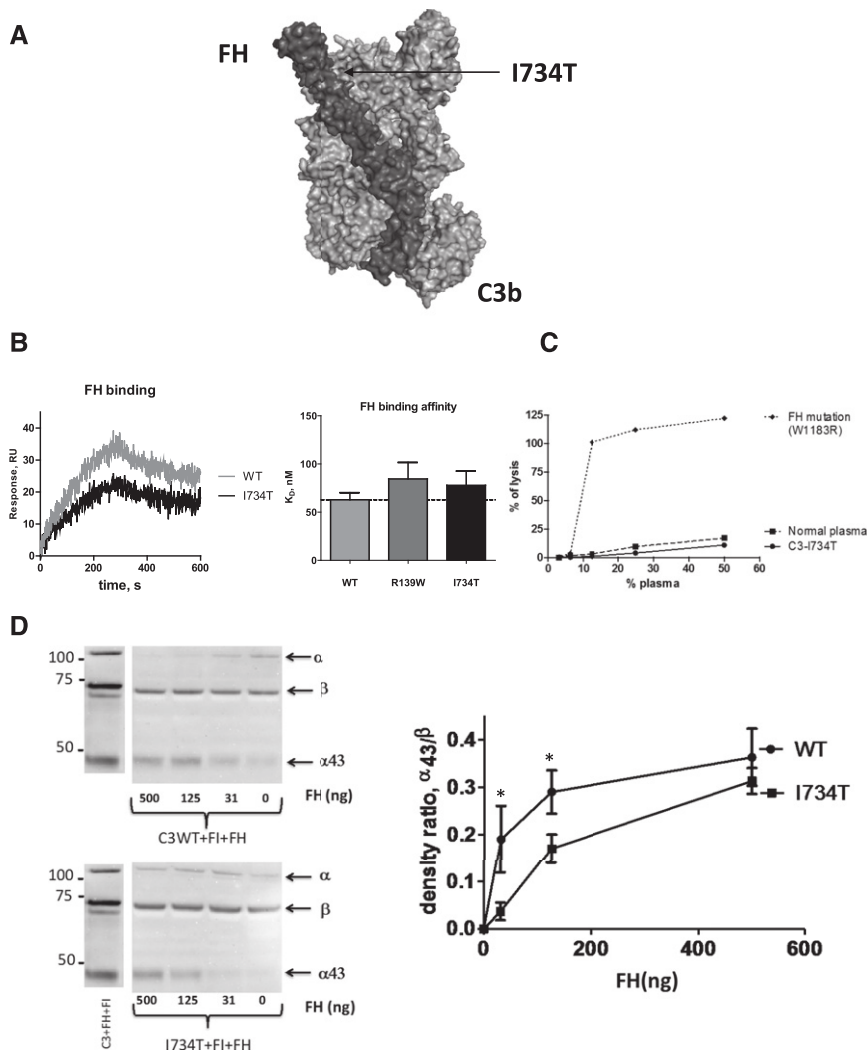 A
FH
I734T
C3b
B
FH binding
Response, RU
40
30
20
10
0
0 200 400 600
time, s
WT
I734T
FH binding affinity
K_D, nM
150
100
50
0
WT R139W I734T
C
% of lysis
125
100
75
50
25
0
0 10 20 30 40 50 60
% plasma
FH mutation
(W1183R)
Normal plasma
C3-I734T
D
100
75
50
α
β
α43
500 125 31 0 FH (ng)
C3WT+FI+FH
100
75
50
α
β
α43
500 125 31 0 FH (ng)
C3+FH+FI
I734T+FI+FH
density ratio, α43/β
0.4
0.3
0.2
0.1
0.0
0 200 400 600
FH(ng)
* *
WT
I734T